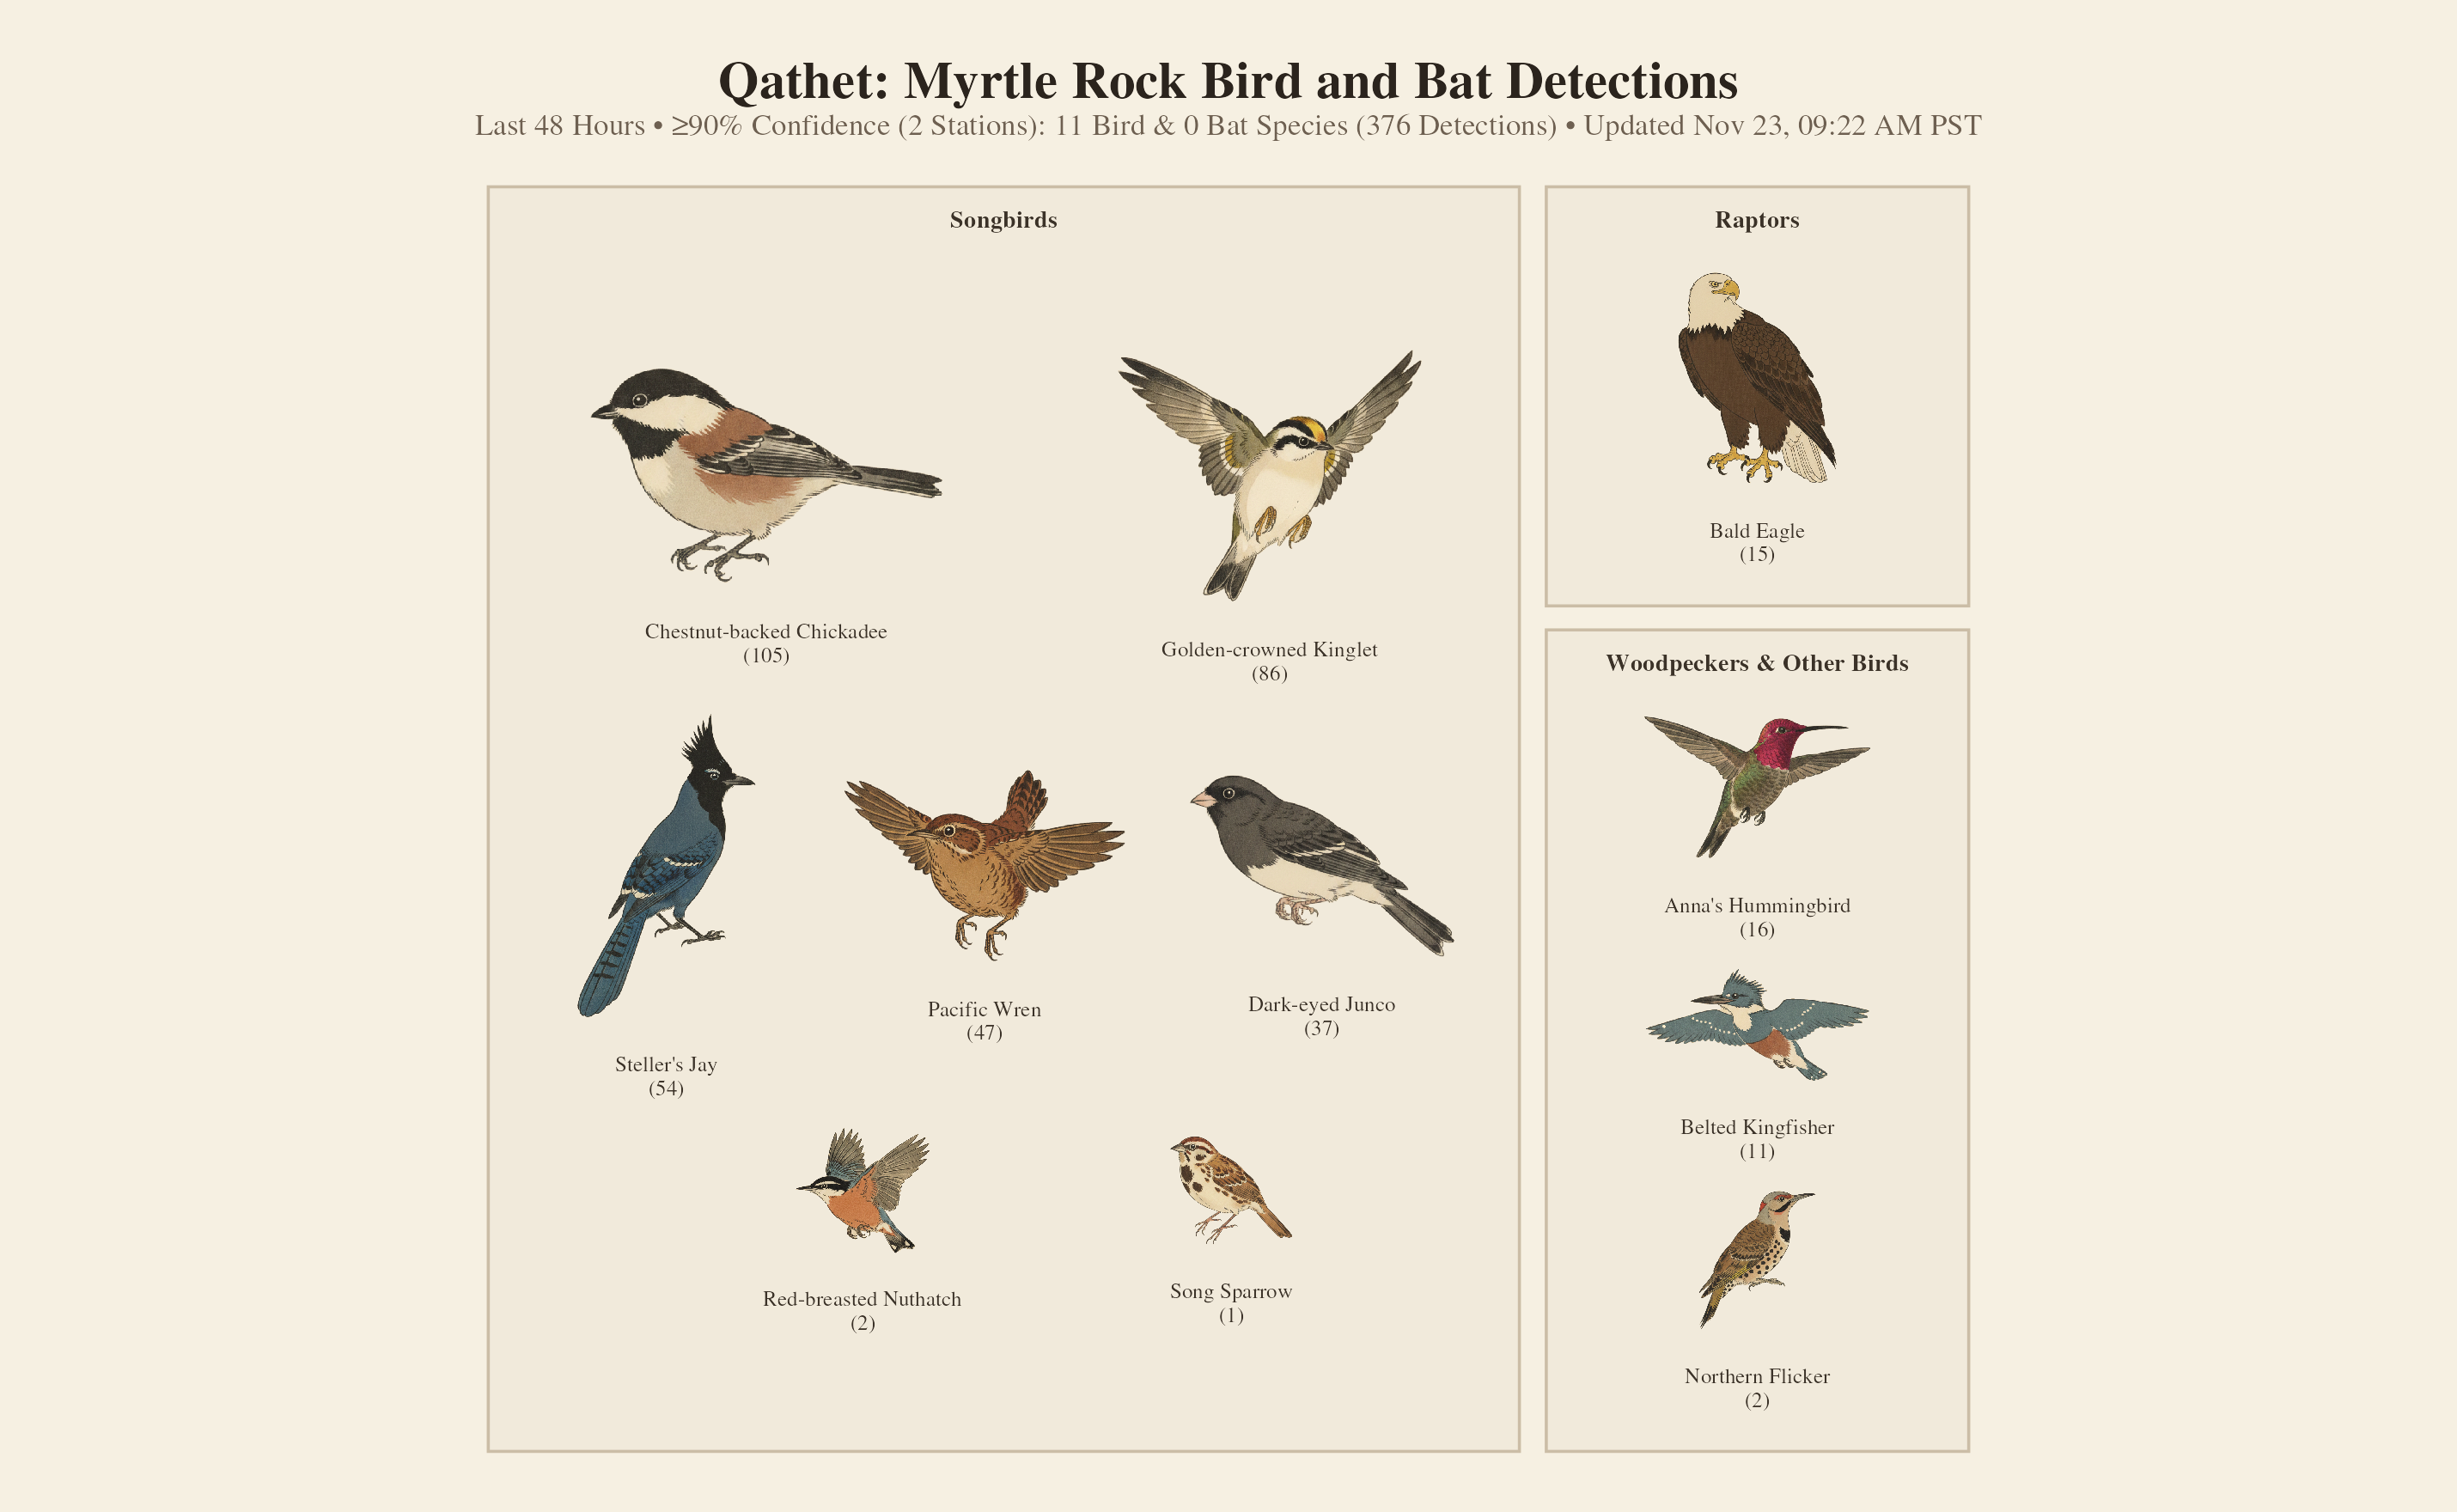 Qathet: Myrtle Rock Bird and Bat Detections
Last 48 Hours • ≥90% Confidence (2 Stations): 11 Bird & 0 Bat Species (376 Detections) • Updated Nov 23, 09:22 AM PST
Songbirds
Chestnut-backed Chickadee
(105)
Golden-crowned Kinglet
(86)
Steller's Jay
(54)
Pacific Wren
(47)
Dark-eyed Junco
(37)
Red-breasted Nuthatch
(2)
Song Sparrow
(1)
Raptors
Bald Eagle
(15)
Woodpeckers & Other Birds
Anna's Hummingbird
(16)
Belted Kingfisher
(11)
Northern Flicker
(2)